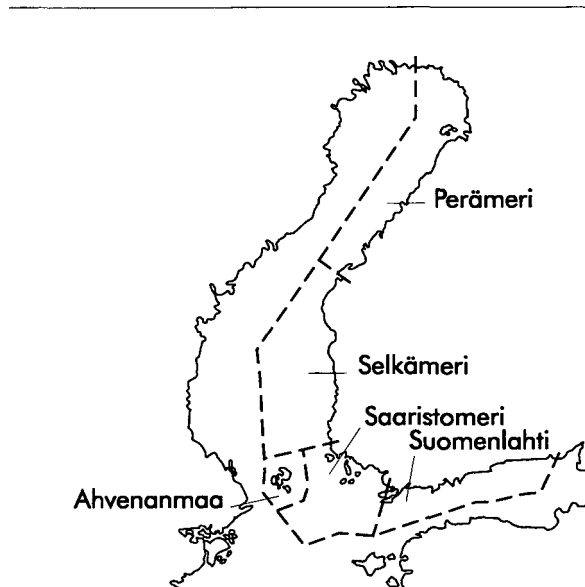 Perämeri
Selkämeri
Saaristomeri
Suomenlahti
Ahvenanmaa